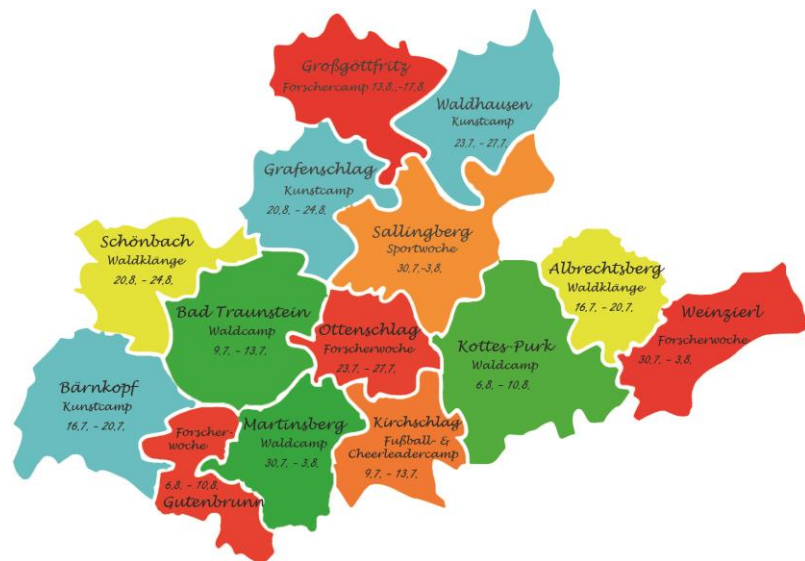 Großgöttfritz
Forschercamp 13,8,-17,8,
Waldhausen
Kunstcamp
23,7, - 27,7,
Grafenschlag
Kunstcamp
20,8, - 24,8,
Sallingberg
Sportwoche
30,7,-3,8,
Schönbach
Waldklänge
20,8, - 24,8,
Albrechtsberg
Waldklänge
16,7, - 20,7,
Bad Traunstein
Waldcamp
9,7, - 13,7,
Ottenschlag
Forscherwoche
23,7, - 27,7,
Kottes-Purk
Waldcamp
6,8, - 10,8,
Weinzierl
Forscherwoche
30,7, - 3,8,
Bärnkopf
Kunstcamp
16,7, - 20,7,
Forscher-
woche
6,8, - 10,8,
Gutenbrunn
Martinsberg
Waldcamp
30,7, - 3,8,
Kirchschlag
Fußball- &
Cheerleadercamp
9,7, - 13,7,